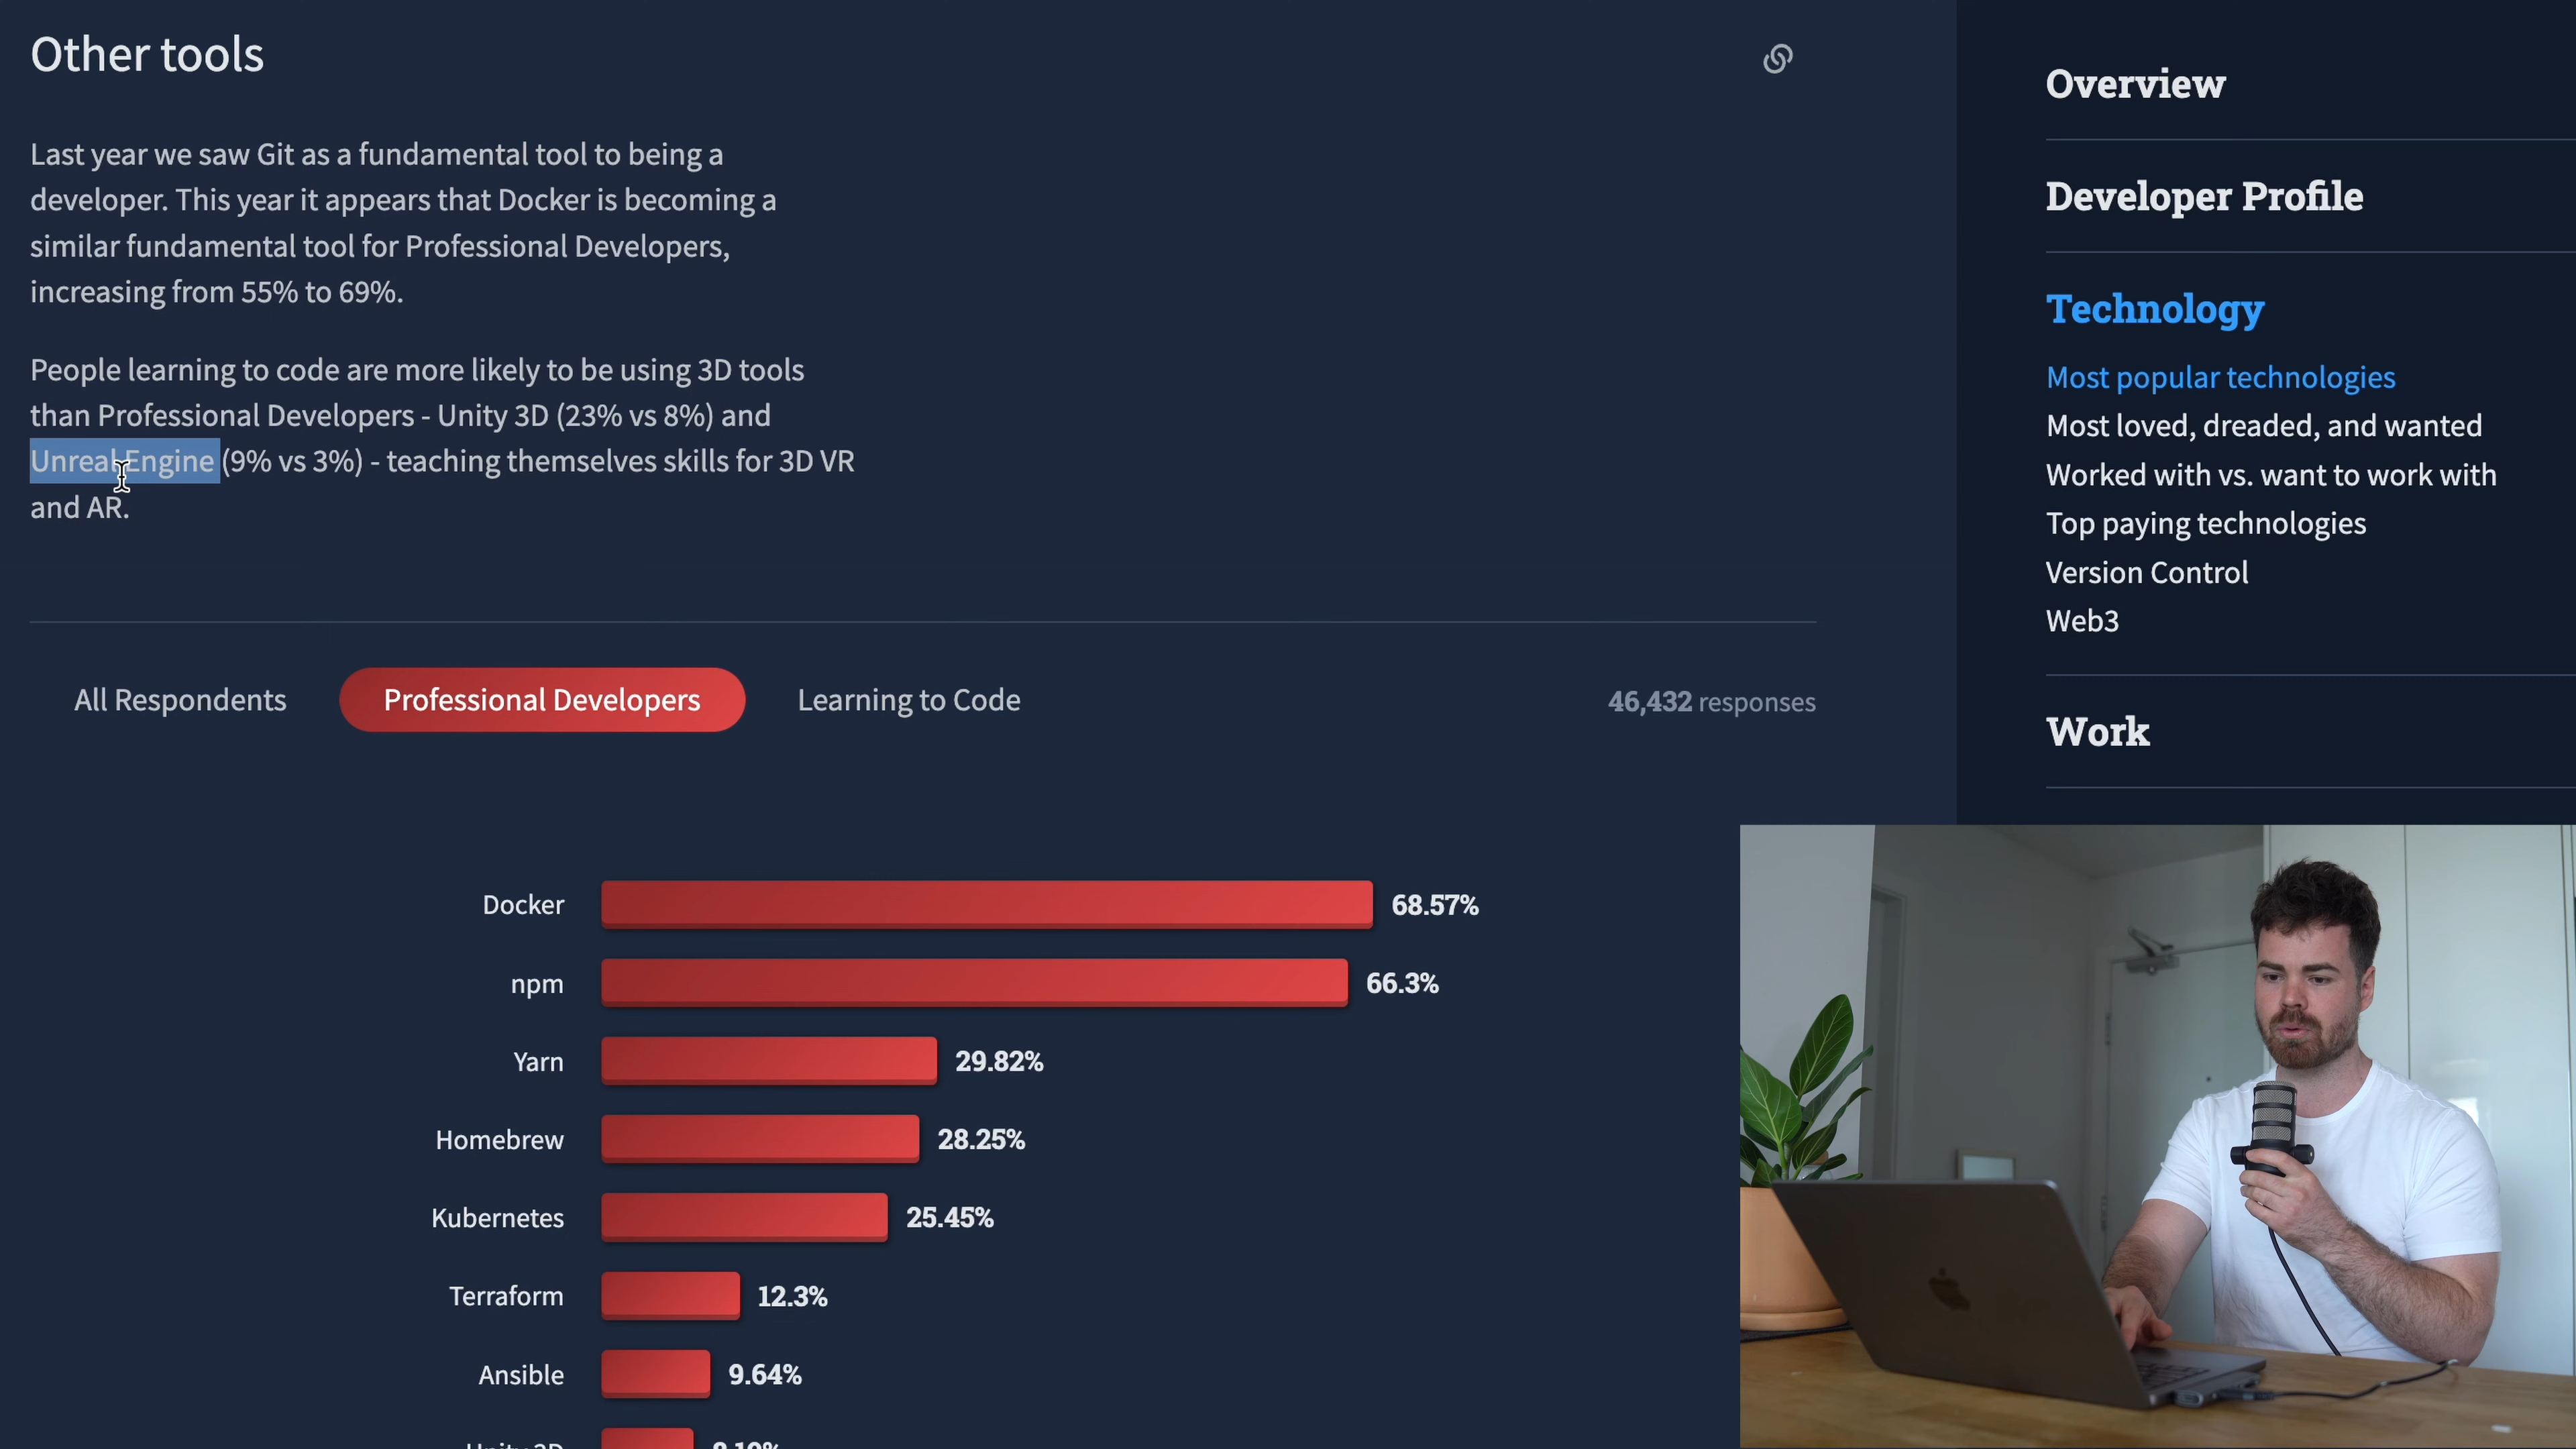 Other tools
Last year we saw Git as a fundamental tool to being a
developer. This year it appears that Docker is becoming a
similar fundamental tool for Professional Developers,
increasing from 55% to 69%.
People learning to code are more likely to be using 3D tools
than Professional Developers - Unity 3D (23% vs 8%) and
Unreal Engine (9% vs 3%) - teaching themselves skills for 3D VR
and AR.
All Respondents
Professional Developers
Learning to Code
46,432 responses
Docker 68.57%
npm 66.3%
Yarn 29.82%
Homebrew 28.25%
Kubernetes 25.45%
Terraform 12.3%
Ansible 9.64%
Overview
Developer Profile
Technology
Most popular technologies
Most loved, dreaded, and wanted
Worked with vs. want to work with
Top paying technologies
Version Control
Web3
Work